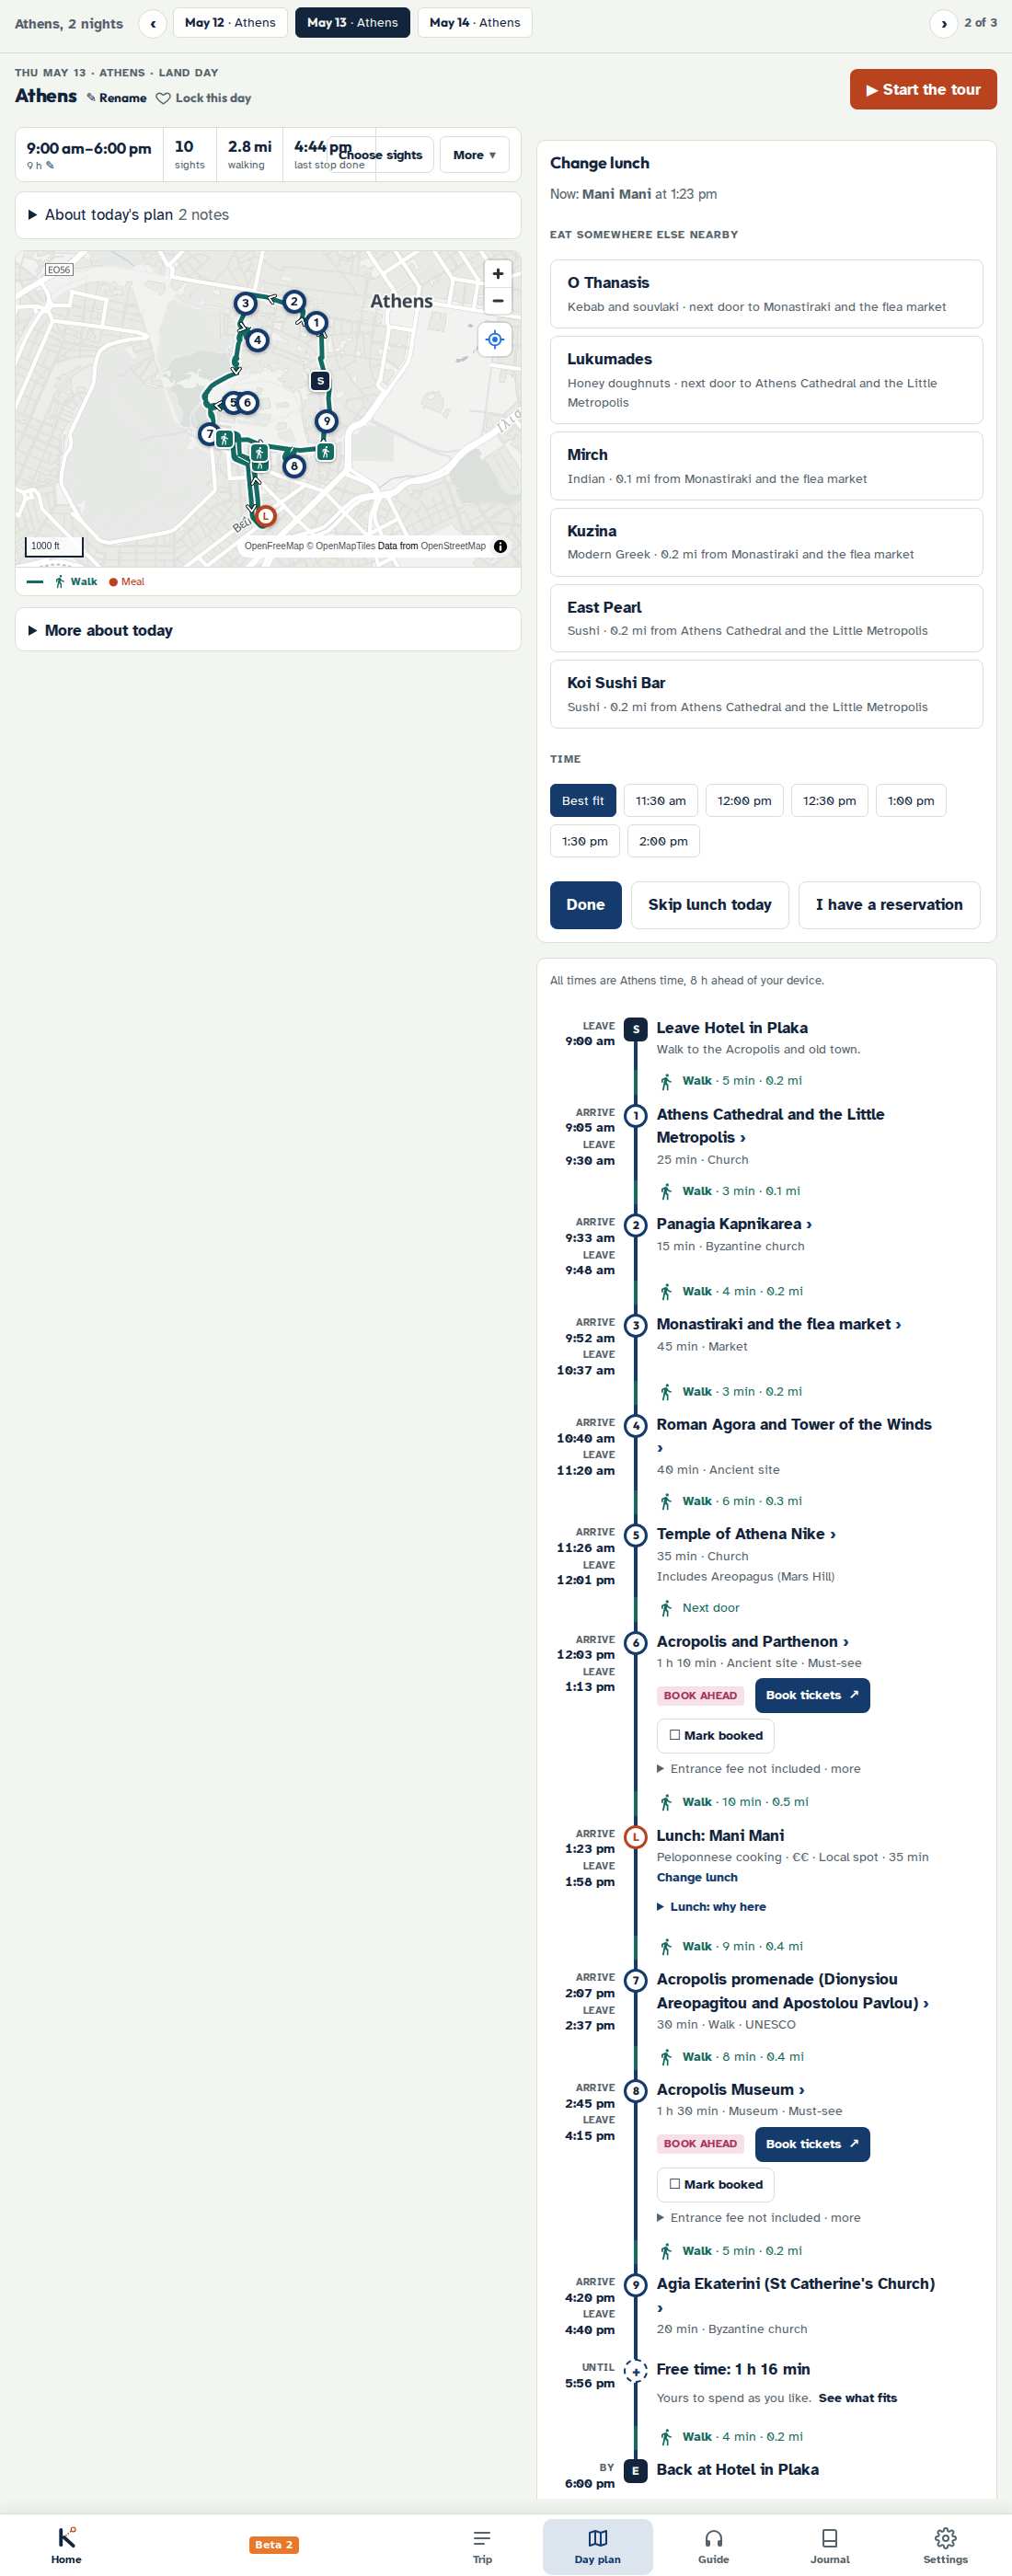 Athens, 2 nights
‹
May 12 · Athens
May 13 · Athens
May 14 · Athens
›
2 of 3
THU MAY 13 · ATHENS · LAND DAY
Athens ✎ Rename ♡ Lock this day
▶ Start the tour
9:00 am–6:00 pm
9 h ✎
10
sights
2.8 mi
walking
4:44 pm
last stop done
Choose sights
More ▾
▶ About today's plan 2 notes
EO56
Athens
3
2
1
4
S
5
6
7
9
8
L
1000 ft
OpenFreeMap © OpenMapTiles Data from OpenStreetMap
Walk
Meal
▶ More about today
Change lunch
Now: Mani Mani at 1:23 pm
EAT SOMEWHERE ELSE NEARBY
O Thanasis
Kebab and souvlaki · next door to Monastiraki and the flea market
Lukumades
Honey doughnuts · next door to Athens Cathedral and the Little
Metropolis
Mirch
Indian · 0.1 mi from Monastiraki and the flea market
Kuzina
Modern Greek · 0.2 mi from Monastiraki and the flea market
East Pearl
Sushi · 0.2 mi from Athens Cathedral and the Little Metropolis
Koi Sushi Bar
Sushi · 0.2 mi from Athens Cathedral and the Little Metropolis
TIME
Best fit
11:30 am
12:00 pm
12:30 pm
1:00 pm
1:30 pm
2:00 pm
Done
Skip lunch today
I have a reservation
All times are Athens time, 8 h ahead of your device.
LEAVE
9:00 am
S
Leave Hotel in Plaka
Walk to the Acropolis and old town.
Walk · 5 min · 0.2 mi
ARRIVE
9:05 am
LEAVE
9:30 am
1
Athens Cathedral and the Little
Metropolis ›
25 min · Church
Walk · 3 min · 0.1 mi
ARRIVE
9:33 am
LEAVE
9:48 am
2
Panagia Kapnikarea ›
15 min · Byzantine church
Walk · 4 min · 0.2 mi
ARRIVE
9:52 am
LEAVE
10:37 am
3
Monastiraki and the flea market ›
45 min · Market
Walk · 3 min · 0.2 mi
ARRIVE
10:40 am
LEAVE
11:20 am
4
Roman Agora and Tower of the Winds
›
40 min · Ancient site
Walk · 6 min · 0.3 mi
ARRIVE
11:26 am
LEAVE
12:01 pm
5
Temple of Athena Nike ›
35 min · Church
Includes Areopagus (Mars Hill)
Next door
ARRIVE
12:03 pm
LEAVE
1:13 pm
6
Acropolis and Parthenon ›
1 h 10 min · Ancient site · Must-see
BOOK AHEAD
Book tickets ↗
☐ Mark booked
▶ Entrance fee not included · more
Walk · 10 min · 0.5 mi
ARRIVE
1:23 pm
LEAVE
1:58 pm
L
Lunch: Mani Mani
Peloponnese cooking · €€ · Local spot · 35 min
Change lunch
▶ Lunch: why here
Walk · 9 min · 0.4 mi
ARRIVE
2:07 pm
LEAVE
2:37 pm
7
Acropolis promenade (Dionysiou
Areopagitou and Apostolou Pavlou) ›
30 min · Walk · UNESCO
Walk · 8 min · 0.4 mi
ARRIVE
2:45 pm
LEAVE
4:15 pm
8
Acropolis Museum ›
1 h 30 min · Museum · Must-see
BOOK AHEAD
Book tickets ↗
☐ Mark booked
▶ Entrance fee not included · more
Walk · 5 min · 0.2 mi
ARRIVE
4:20 pm
LEAVE
4:40 pm
9
Agia Ekaterini (St Catherine's Church)
›
20 min · Byzantine church
UNTIL
5:56 pm
+
Free time: 1 h 16 min
Yours to spend as you like. See what fits
Walk · 4 min · 0.2 mi
BY
6:00 pm
E
Back at Hotel in Plaka
Home
Beta 2
Trip
Day plan
Guide
Journal
Settings